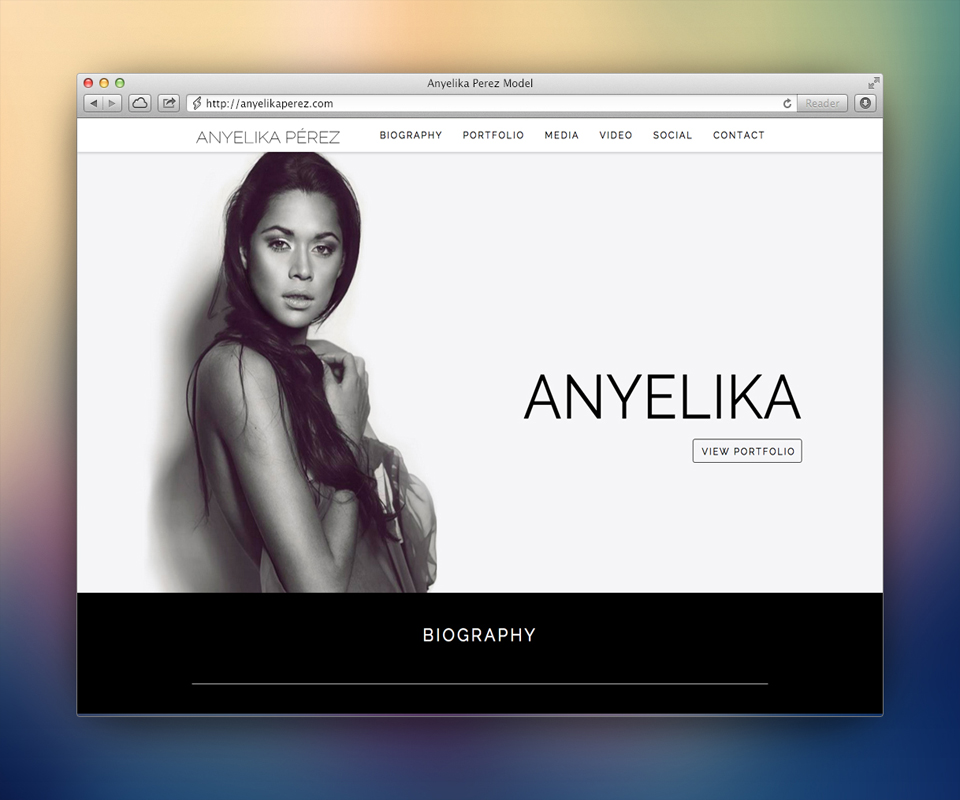 Anyelika Perez Model
http://anyelikaperez.com
Reader
ANYELIKA PÉREZ BIOGRAPHY PORTFOLIO MEDIA VIDEO SOCIAL CONTACT
ANYELIKA
VIEW PORTFOLIO
BIOGRAPHY